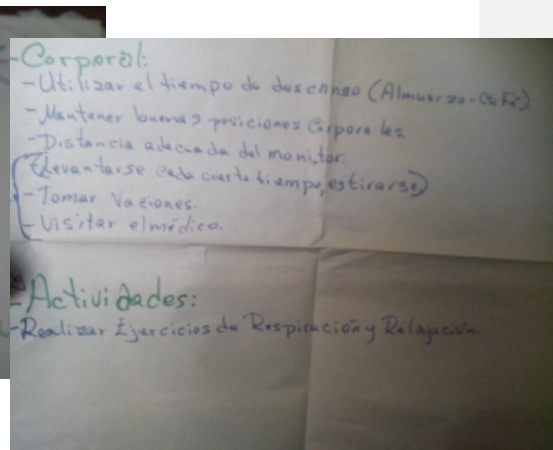 -Corporal:
-Utilizar el tiempo de descanso (Almuerzo-Café)
-Mantener buenas posiciones Corporales
-Distancia adecuada del monitor.
(Levantarse cada cierto tiempo, estirarse)
-Tomar Vaciones.
-Visitar el médico.
-Actividades:
-Realizar Ejercicios de Respiración y Relajación.